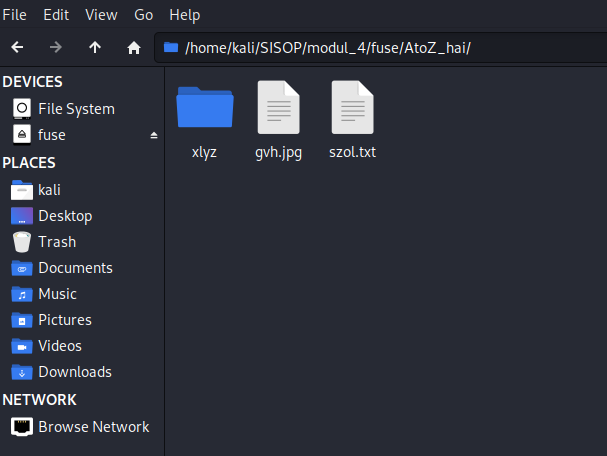 File Edit View Go Help
/home/kali/SISOP/modul_4/fuse/AtoZ_hai/
DEVICES
File System
fuse
PLACES
kali
Desktop
Trash
Documents
Music
Pictures
Videos
Downloads
NETWORK
Browse Network
xlyz gvh.jpg szol.txt